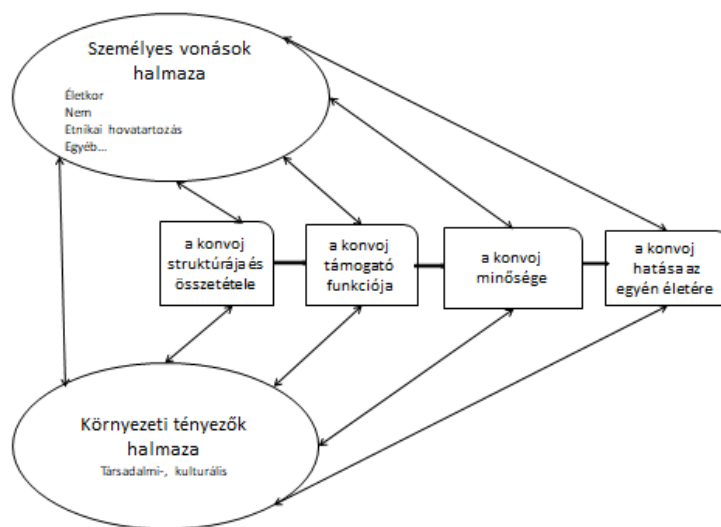 Személyes vonások
halmaza
Életkor
Nem
Etnikai hovatartozás
Egyéb...
a konvoj
struktúrája és
összetétele
a konvoj
támogató
funkciója
a konvoj
minősége
a konvoj
hatása az
egyén életére
Környezeti tényezők
halmaza
Társadalmi-, kulturális